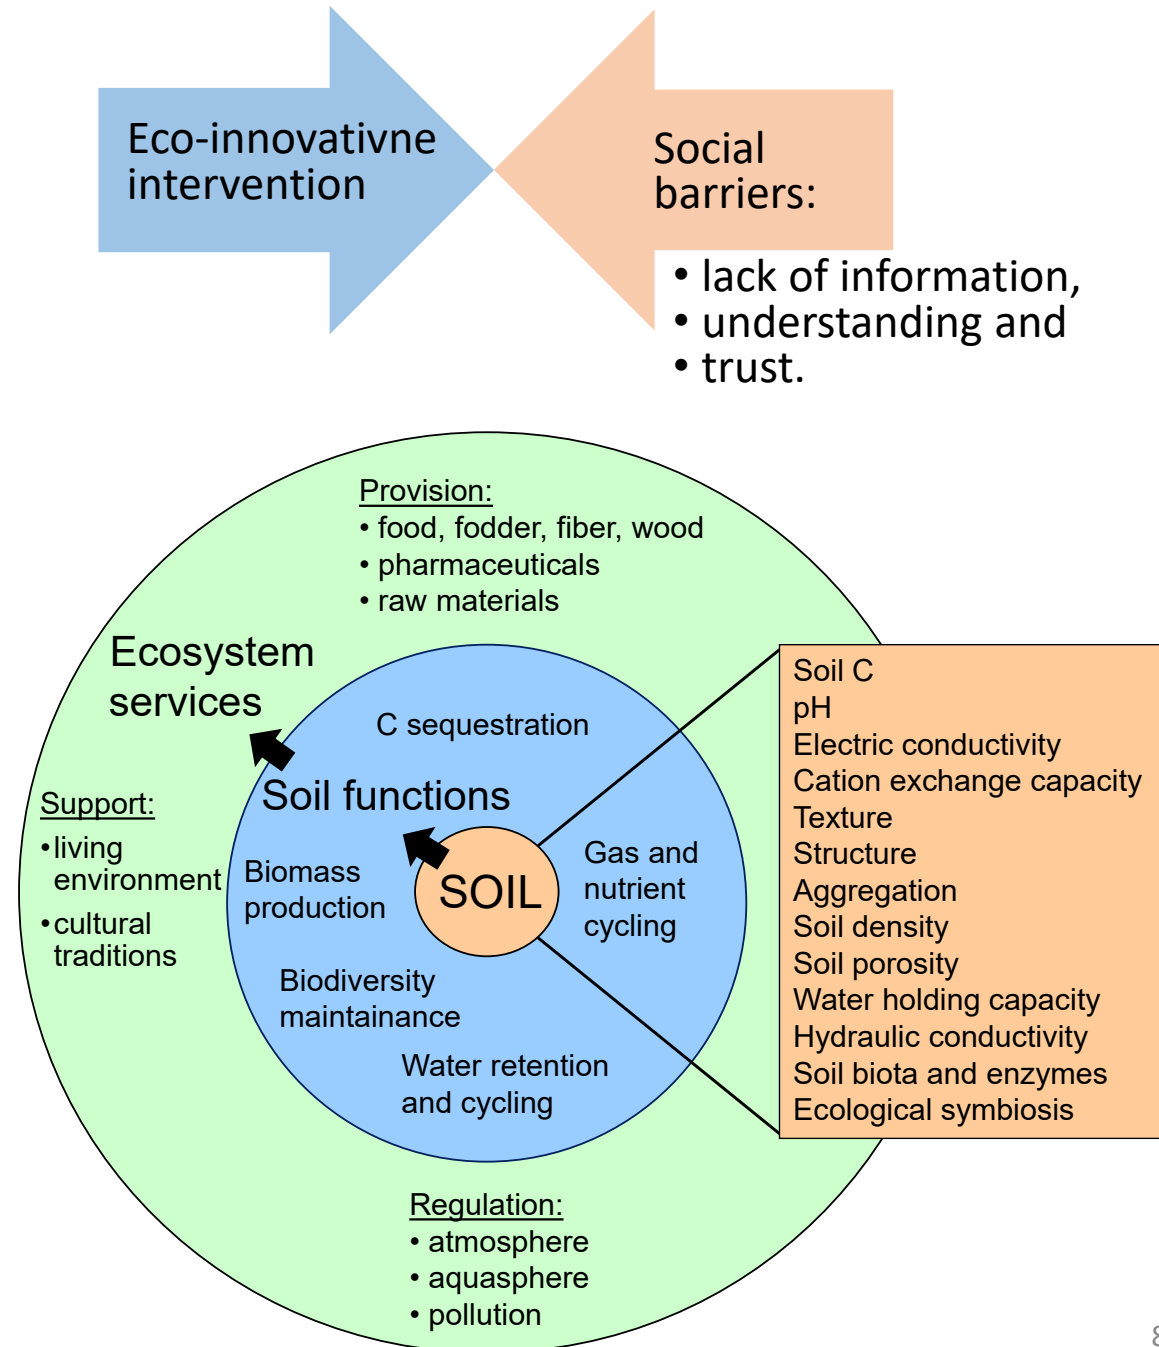 Eco-innovativne
intervention
Social
barriers:
• lack of information,
• understanding and
• trust.
Provision:
• food, fodder, fiber, wood
• pharmaceuticals
• raw materials
Ecosystem
services
C sequestration
Soil functions
Support:
•living
environment
•cultural
traditions
Biomass
production
SOIL
Gas and
nutrient
cycling
Biodiversity
maintainance
Water retention
and cycling
Soil C
pH
Electric conductivity
Cation exchange capacity
Texture
Structure
Aggregation
Soil density
Soil porosity
Water holding capacity
Hydraulic conductivity
Soil biota and enzymes
Ecological symbiosis
Regulation:
• atmosphere
• aquasphere
• pollution